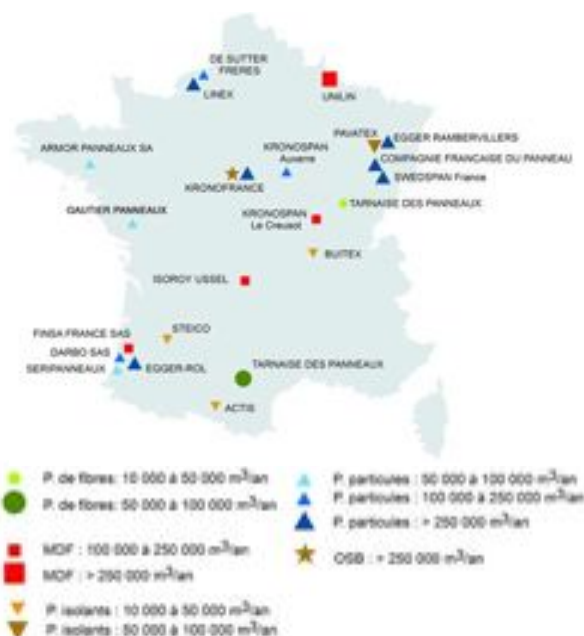 DE SUTTER
FRERES
LINEX
UNILIN
PAVATEX
EGGER RAMBERVILLERS
ARMOR PANNEAUX SA
KRONOSPAN
Auxerre
COMPAGNIE FRANCAISE DU PANNEAU
KRONOFRANCE
SWEDSPAN France
GAUTIER PANNEAUX
KRONOSPAN
Le Creusot
TARNAISE DES PANNEAUX
BUITEX
ISOROY USSEL
FINSA FRANCE SAS
STEICO
DARBO SAS
SERIPANNEAUX
EGGER-ROL
TARNAISE DES PANNEAUX
ACTIS
P. de fibres: 10 000 à 50 000 m3/an
P. de fibres: 50 000 à 100 000 m3/an
MDF : 100 000 à 250 000 m3/an
MDF : > 250 000 m3/an
P. isolants : 10 000 à 50 000 m3/an
P. isolants : 50 000 à 100 000 m3/an
P. particules : 50 000 à 100 000 m3/an
P. particules : 100 000 à 250 000 m3/an
P. particules : > 250 000 m3/an
OSB : > 250 000 m3/an